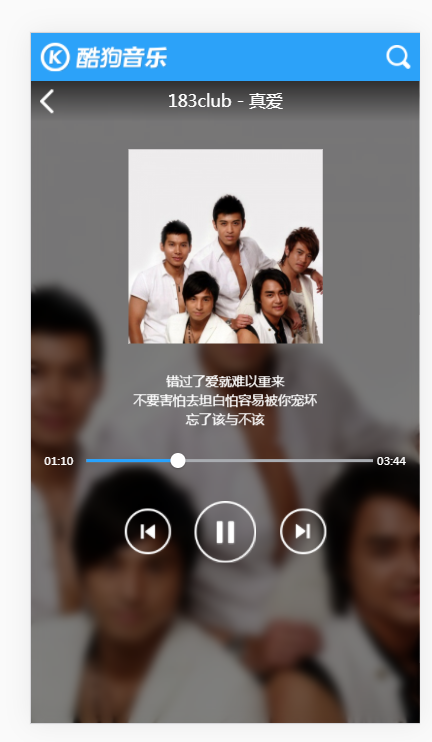 K 酷狗音乐
183club - 真爱
错过了爱就难以重来
不要害怕去坦白怕容易被你宠坏
忘了该与不该
01:10 03:44